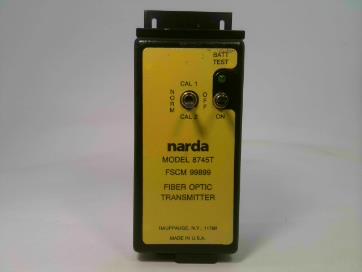 BATT
TEST
CAL 1
NORM
OFF
CAL 2
ON
narda
MODEL 8745T
FSCM 99899
FIBER OPTIC
TRANSMITTER
HAUPPAUGE, N.Y., 11788
MADE IN U.S.A.